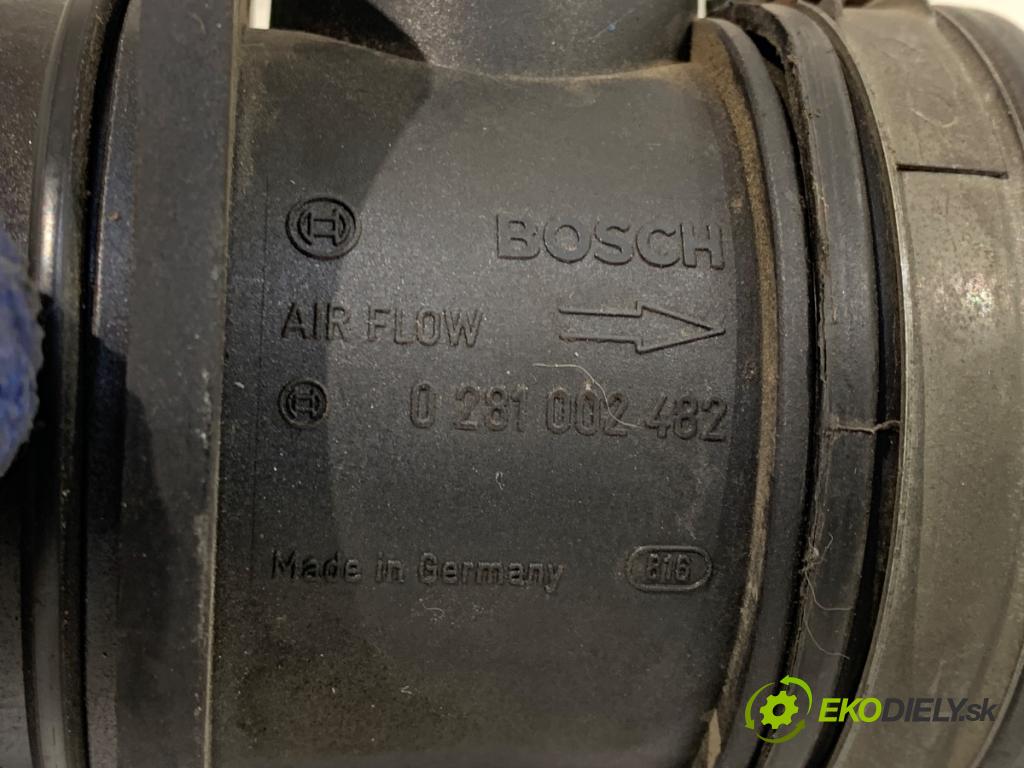 BOSCH
AIR FLOW
0 281 002 482
Made in Germany 816
EKODIELY.sk